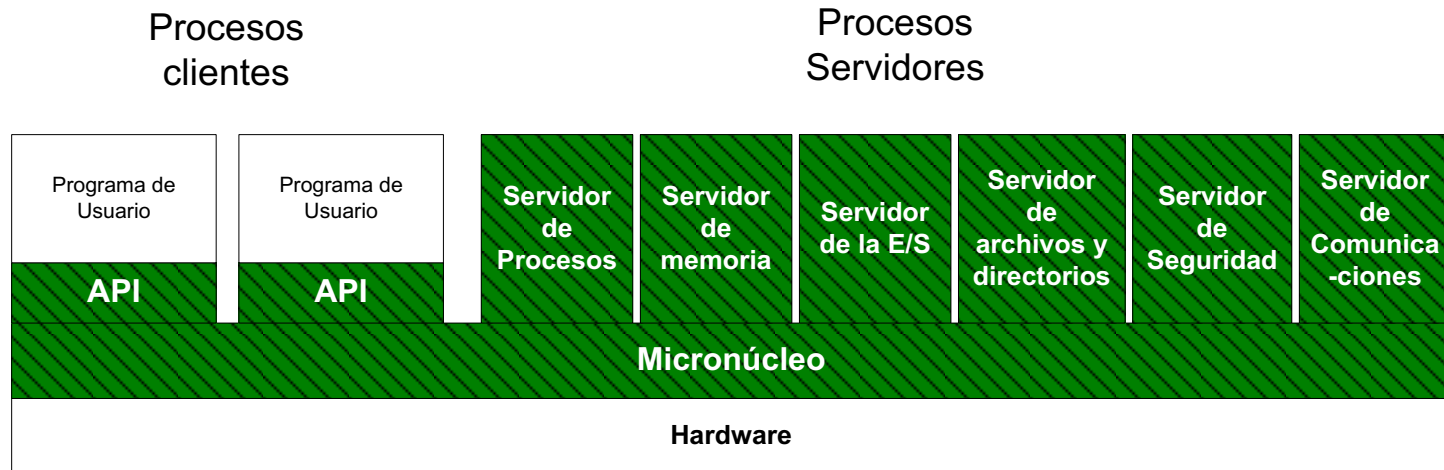 Procesos
clientes
Procesos
Servidores
Programa de
Usuario
API
Programa de
Usuario
API
Servidor
de
Procesos
Servidor
de
memoria
Servidor
de la E/S
Servidor
de
archivos y
directorios
Servidor
de
Seguridad
Servidor
de
Comunica
-ciones
Micronúcleo
Hardware